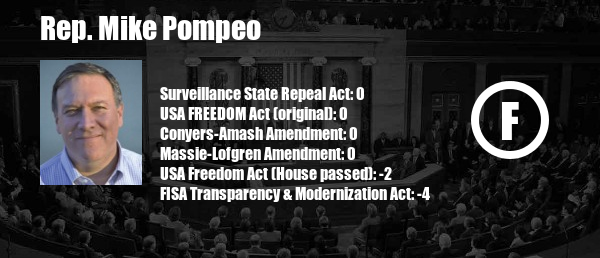 Rep. Mike Pompeo
Surveillance State Repeal Act: 0
USA FREEDOM Act (original): 0
Conyers-Amash Amendment: 0
Massie-Lofgren Amendment: 0
USA Freedom Act (House passed): -2
FISA Transparency & Modernization Act: -4
F